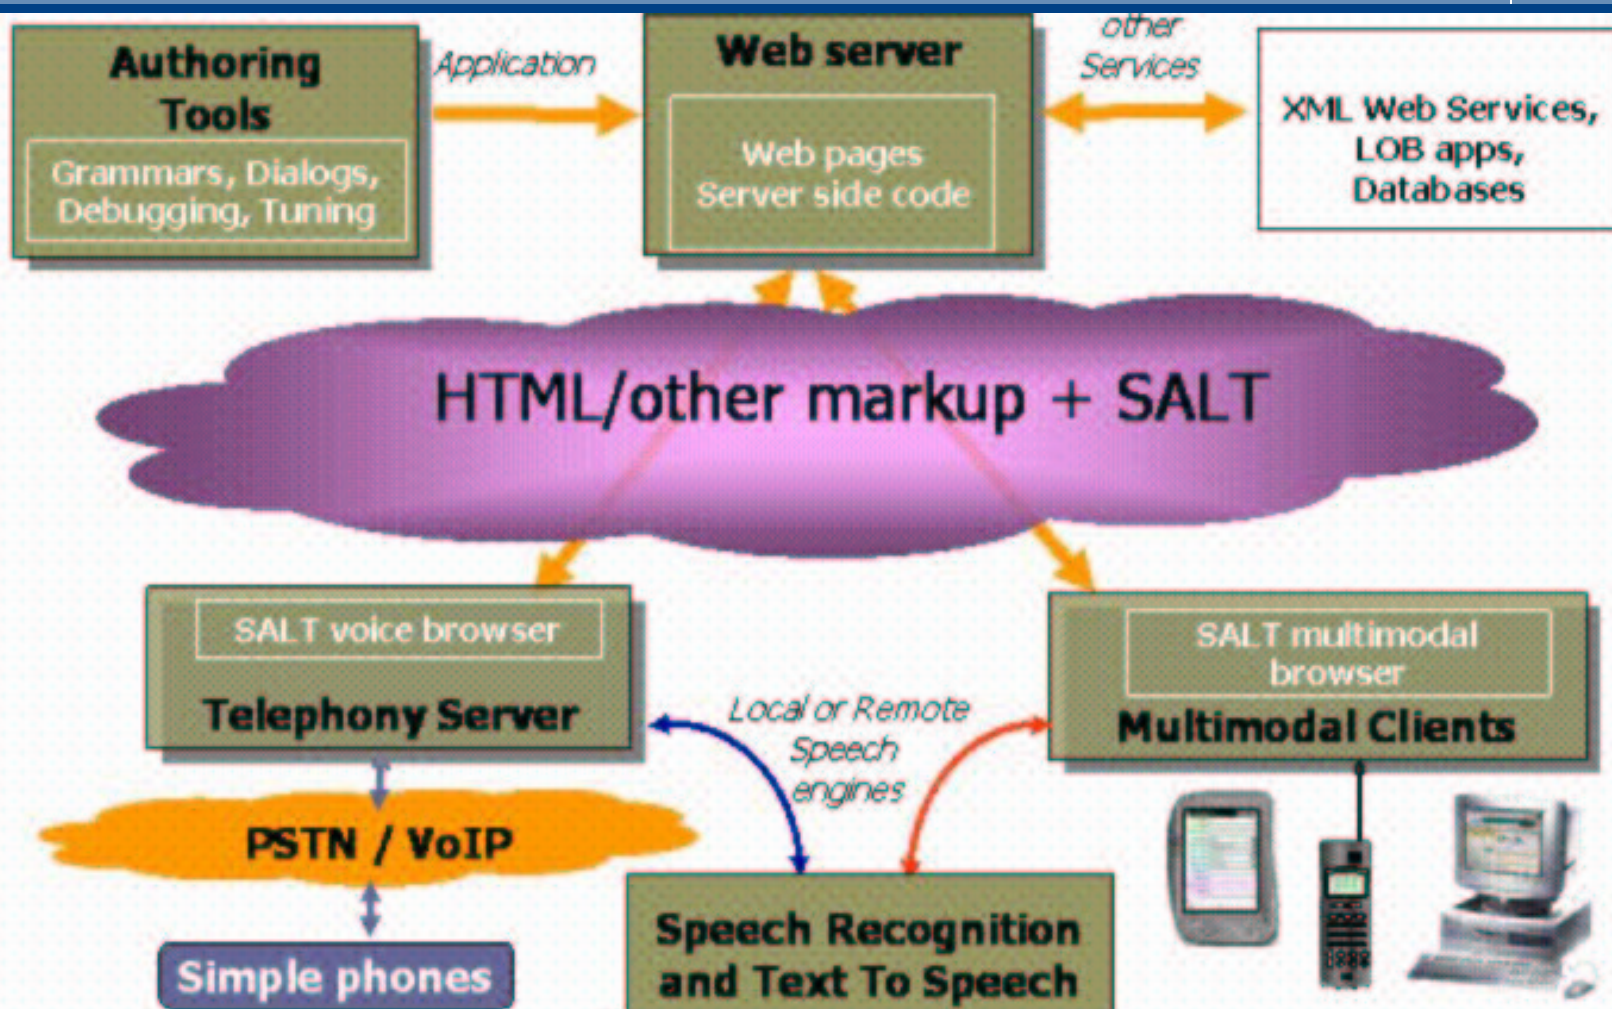 Authoring
Tools
Grammars, Dialogs,
Debugging, Tuning
Application
Web server
Web pages
Server side code
other
Services
XML Web Services,
LOB apps,
Databases
HTML/other markup + SALT
SALT voice browser
Telephony Server
Local or Remote
Speech
engines
SALT multimodal
browser
Multimodal Clients
PSTN / VoIP
Simple phones
Speech Recognition
and Text To Speech